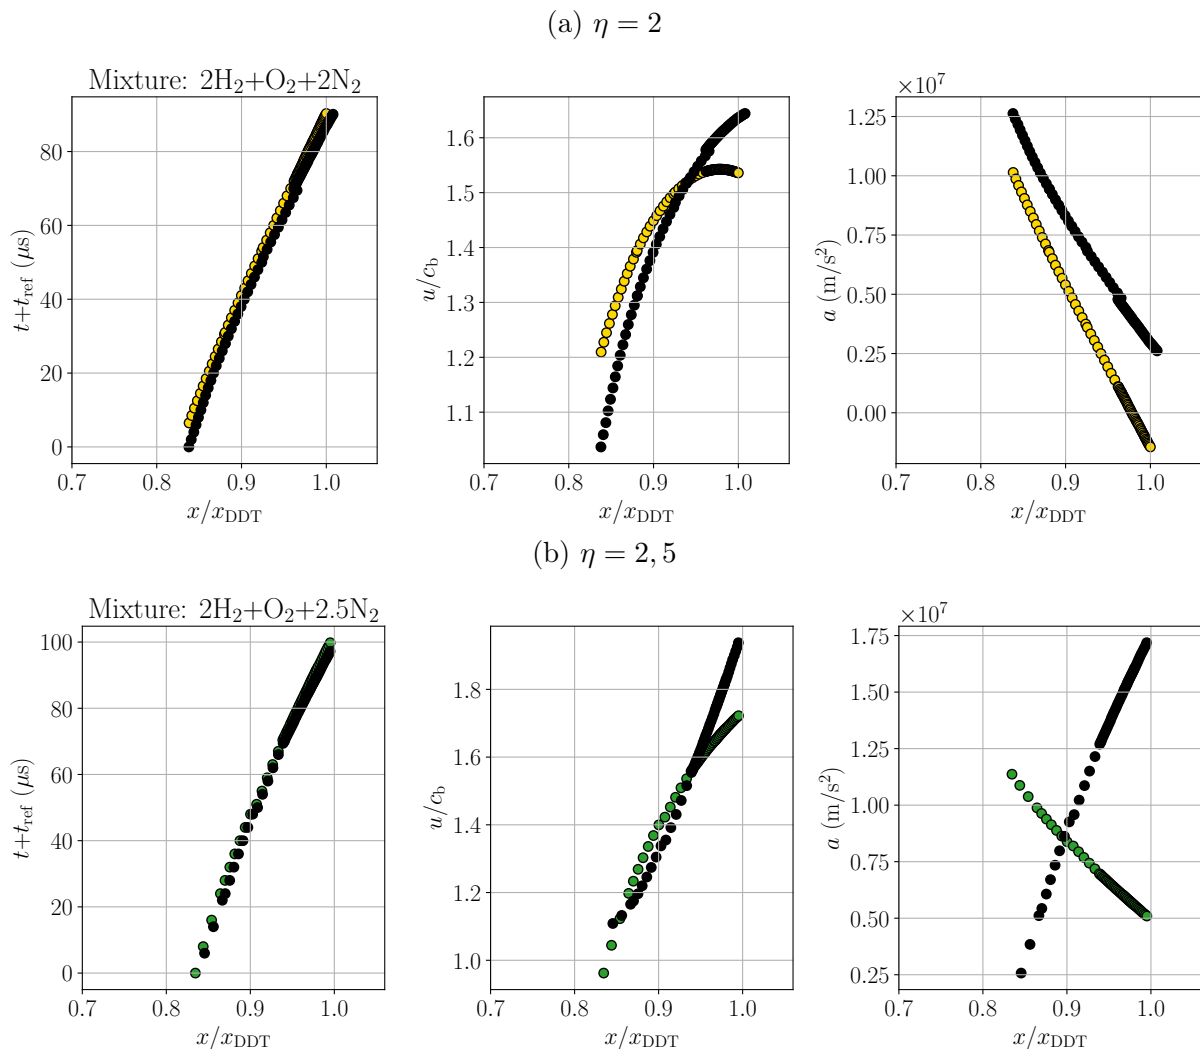 (a) η = 2
Mixture: 2H₂+O₂+2N₂
80
60
40
20
0
t+t_ref (μs)
0.7 0.8 0.9 1.0
x/x_DDT
1.6
1.5
1.4
1.3
1.2
1.1
u/c_b
0.7 0.8 0.9 1.0
x/x_DDT
×10⁷
1.25
1.00
0.75
0.50
0.25
0.00
a (m/s²)
0.7 0.8 0.9 1.0
x/x_DDT
(b) η = 2, 5
Mixture: 2H₂+O₂+2.5N₂
100
80
60
40
20
0
t+t_ref (μs)
0.7 0.8 0.9 1.0
x/x_DDT
1.8
1.6
1.4
1.2
1.0
u/c_b
0.7 0.8 0.9 1.0
x/x_DDT
×10⁷
1.75
1.50
1.25
1.00
0.75
0.50
0.25
a (m/s²)
0.7 0.8 0.9 1.0
x/x_DDT